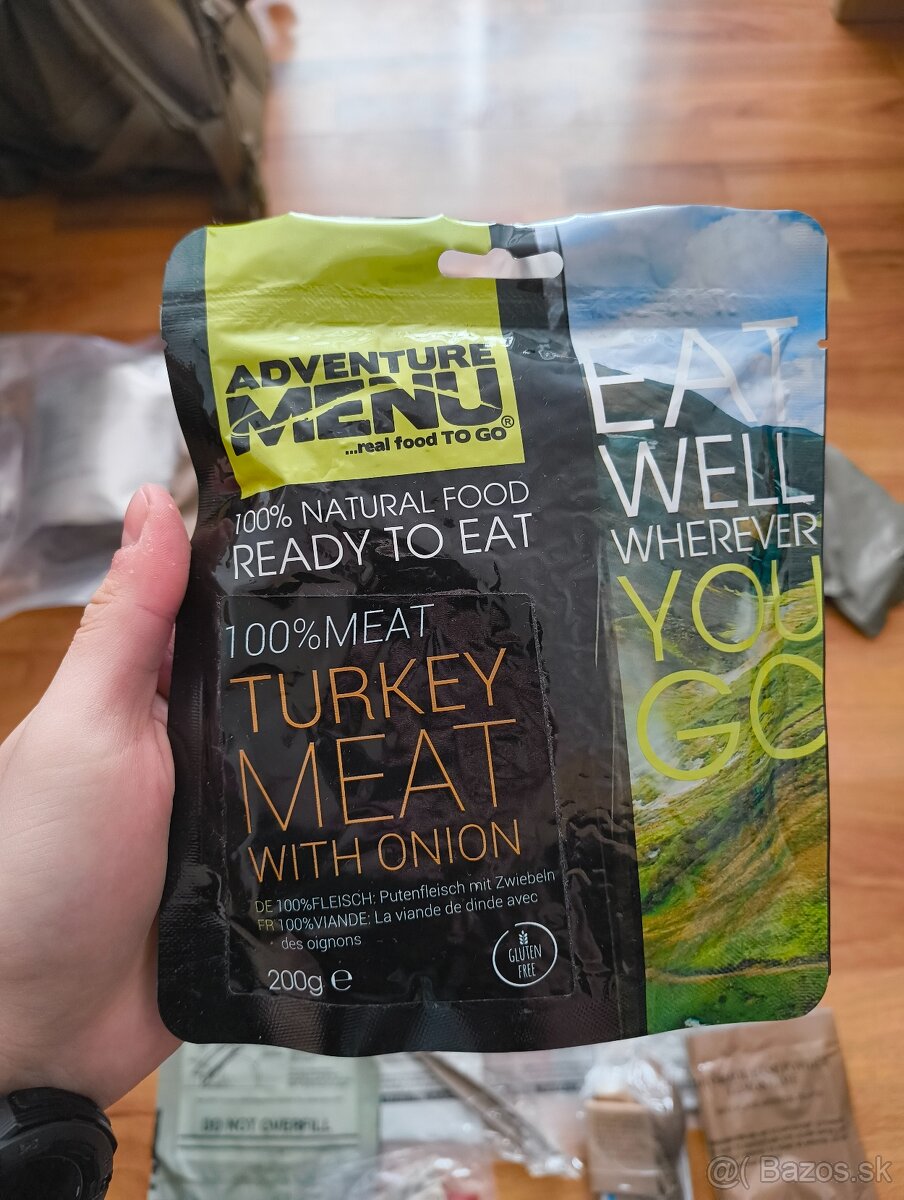 ADVENTURE
MENU®
...real food TO GO
100% NATURAL FOOD
READY TO EAT
100%MEAT
TURKEY
MEAT
WITH ONION
DE 100%FLEISCH: Putenfleisch mit Zwiebeln
FR 100%VIANDE: La viande de dinde avec
des oignons
200g ℮
GLUTEN
FREE
EAT
WELL
WHEREVER
YOU
GO
DO NOT OVERFILL
@( Bazos.sk